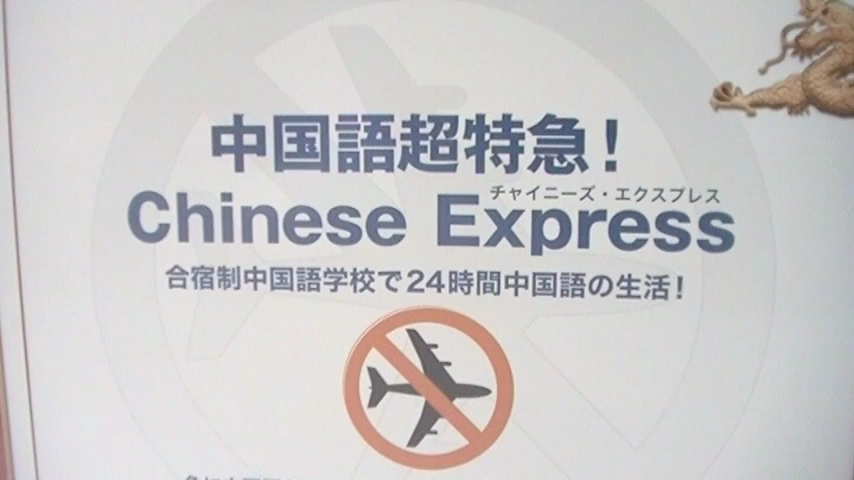 中国語超特急!
チャイニーズ・エクスプレス
Chinese Express
合宿制中国語学校で24時間中国語の生活!